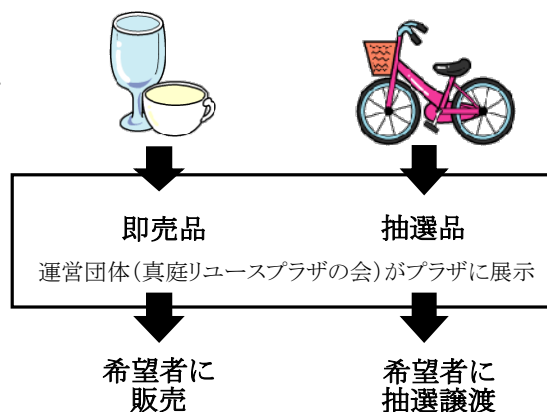 即売品 抽選品
運営団体(真庭リユースプラザの会)がプラザに展示
希望者に 希望者に
販売 抽選譲渡